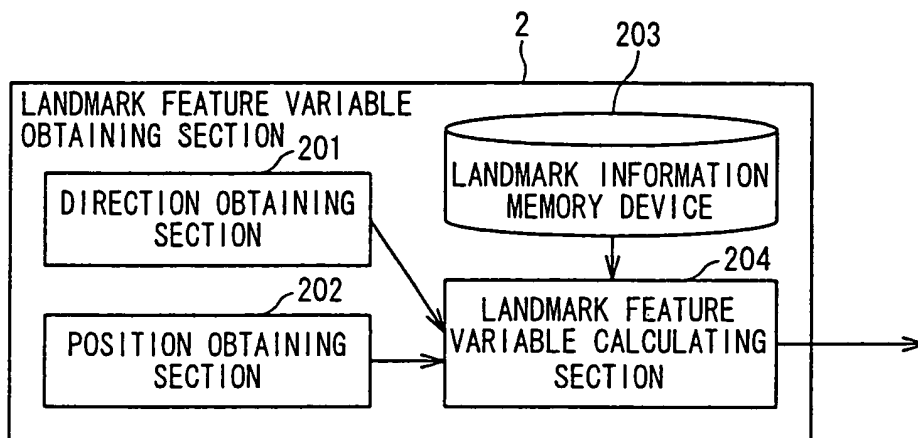 2
203
LANDMARK FEATURE VARIABLE
OBTAINING SECTION
201
DIRECTION OBTAINING
SECTION
LANDMARK INFORMATION
MEMORY DEVICE
202
POSITION OBTAINING
SECTION
204
LANDMARK FEATURE
VARIABLE CALCULATING
SECTION